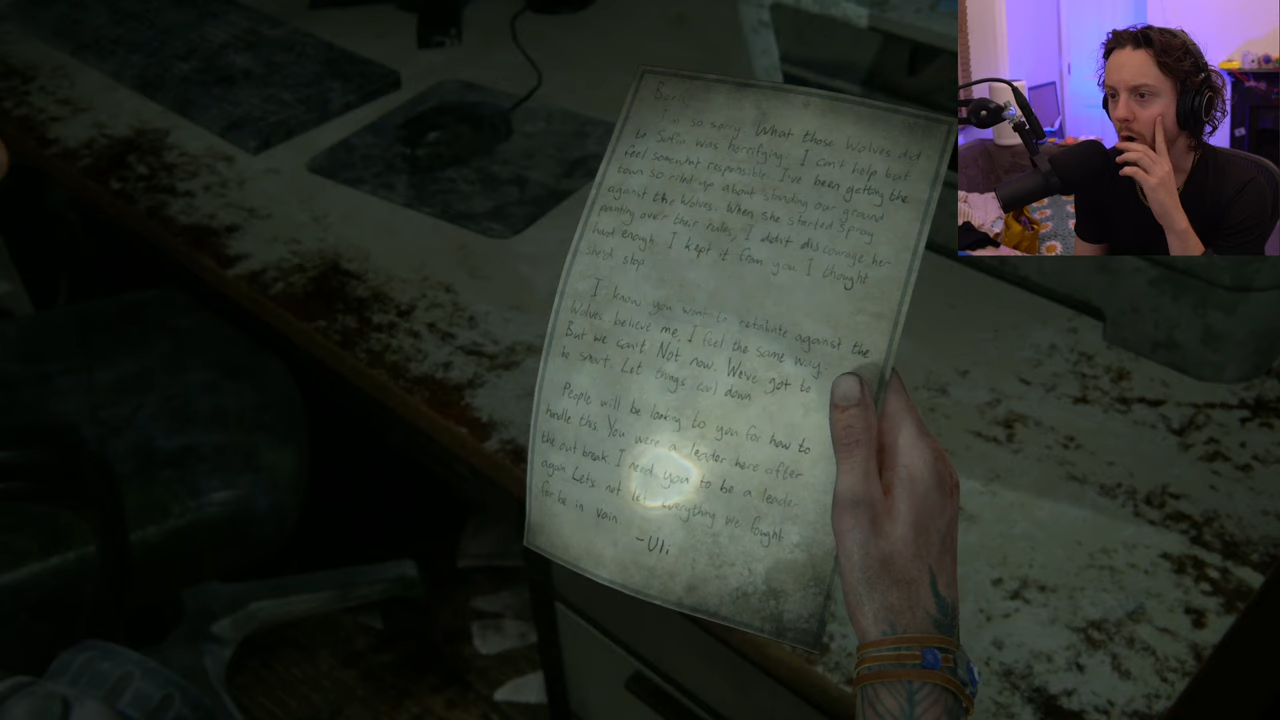 I'm so sorry. What those Wolves did
to Sofia was horrifying. I can't help but
feel somewhat responsible. I've been getting the
town so riled up about standing our ground
against the Wolves. When she started spray
painting over their rules, I didn't discourage her
hard enough. I kept it from you I thought
she'd stop
I know you want to retaliate against the
Wolves. believe me, I feel the same way.
But we can't. Not now. We've got to
be smart. Let things cool down
People will be looking to you for how to
handle this. You were a leader here after
the out break. I need you to be a leader
again Lets not let everything we fought
for be in vain
-Uli